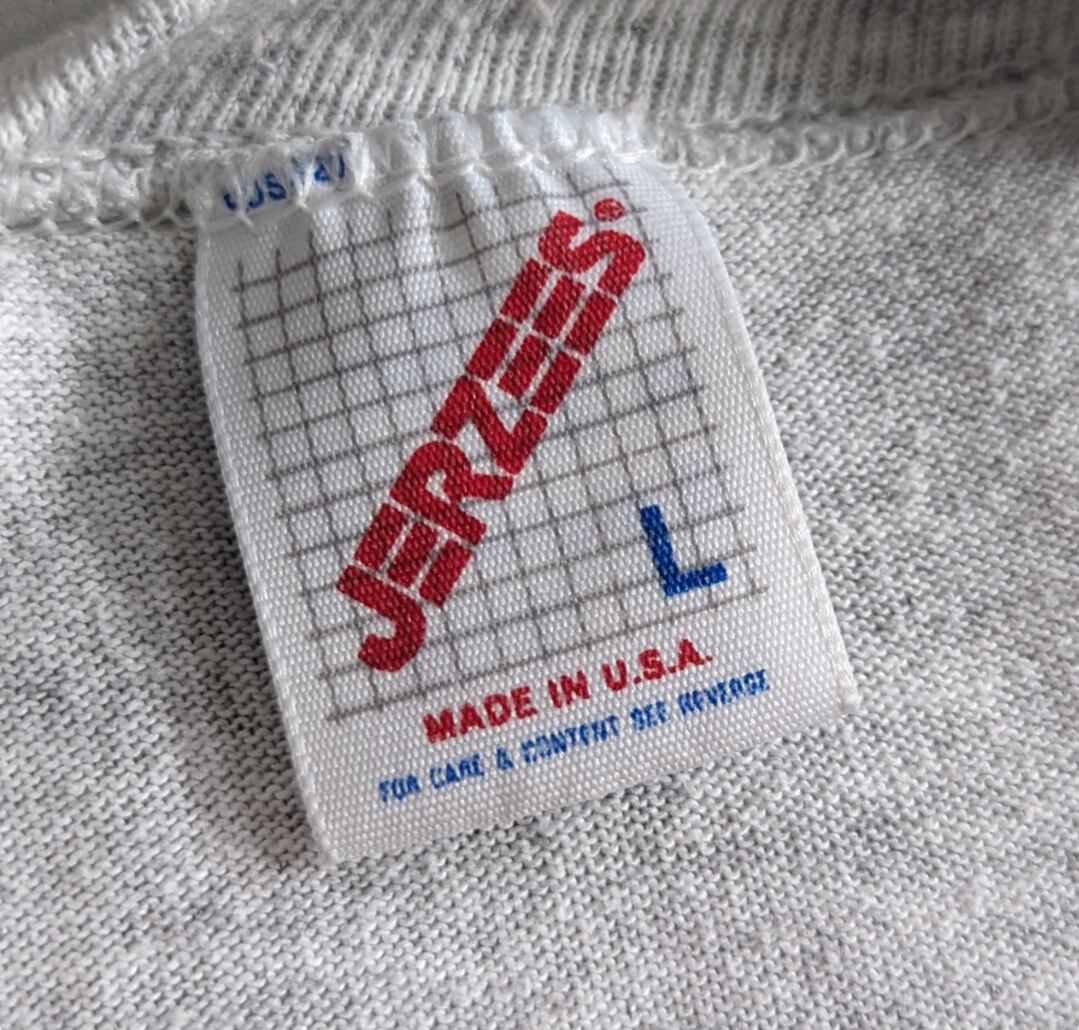 JERZEES®
L
MADE IN U.S.A.
FOR CARE & CONTENT SEE REVERSE